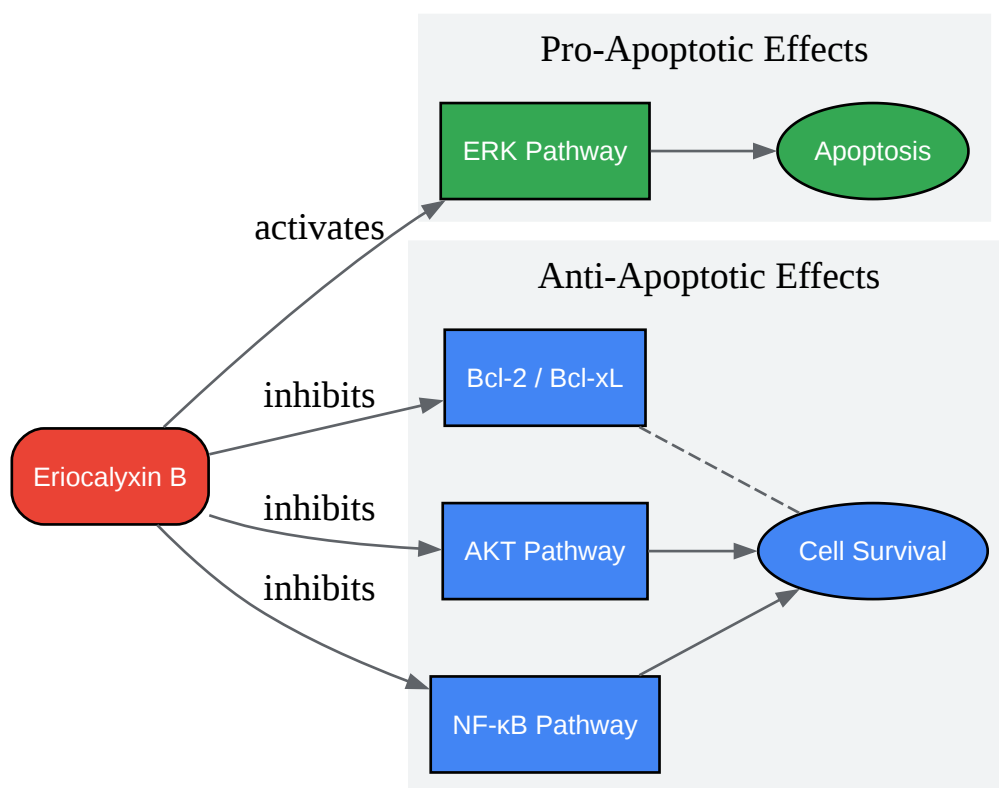 Pro-Apoptotic Effects
ERK Pathway
Apoptosis
activates
Anti-Apoptotic Effects
Bcl-2 / Bcl-xL
inhibits
Eriocalyxin B
inhibits
AKT Pathway
Cell Survival
inhibits
NF-κB Pathway